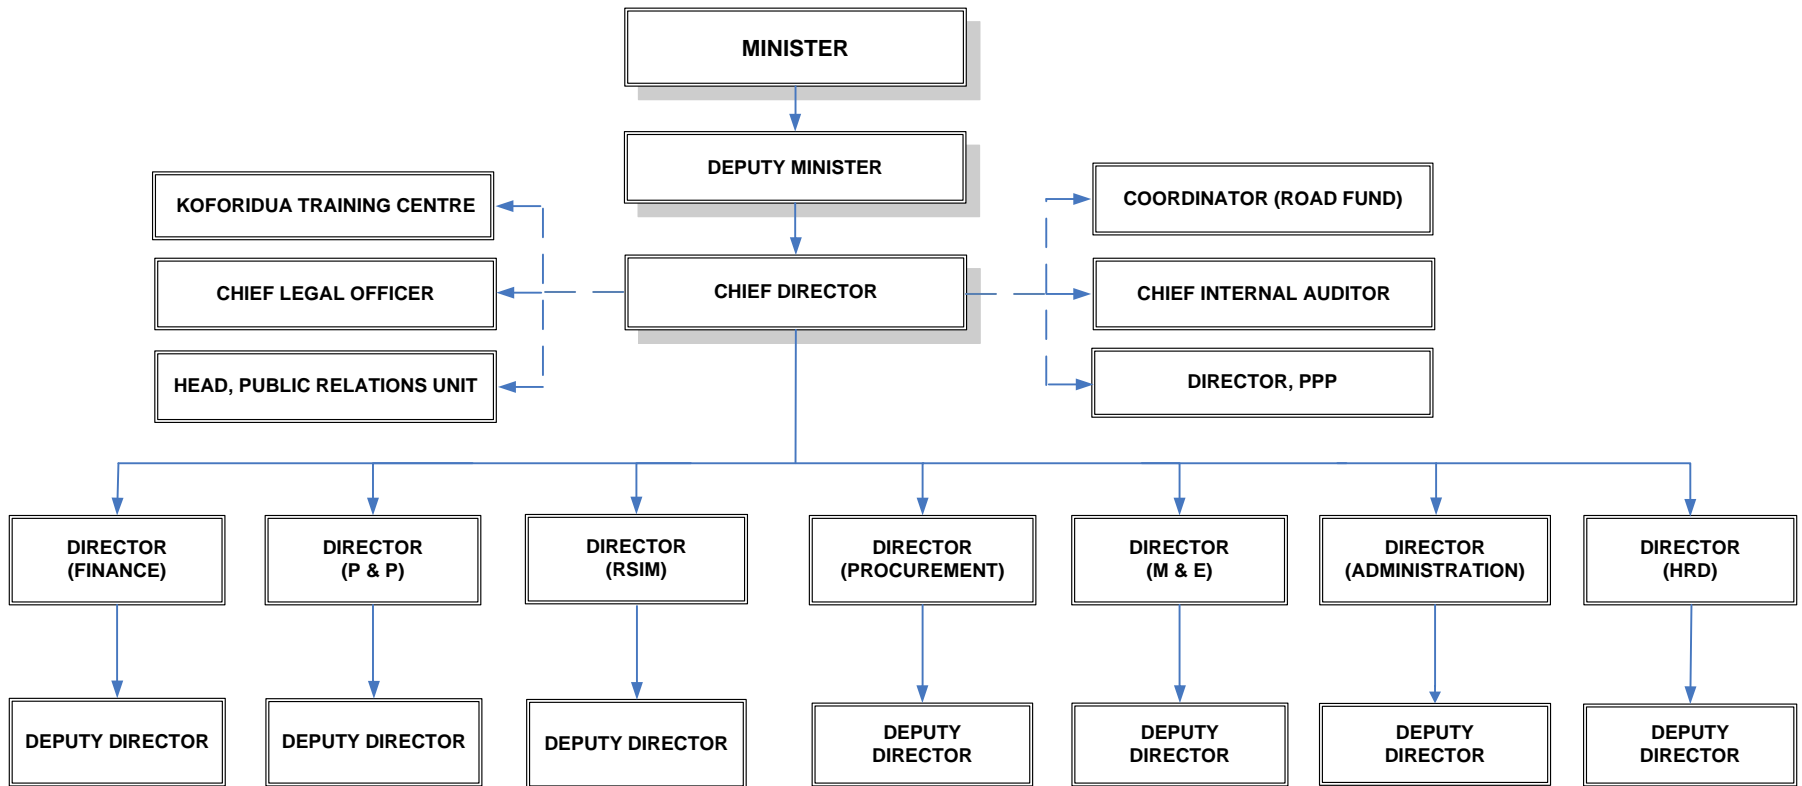 MINISTER
DEPUTY MINISTER
KOFORIDUA TRAINING CENTRE
COORDINATOR (ROAD FUND)
CHIEF LEGAL OFFICER
CHIEF DIRECTOR
CHIEF INTERNAL AUDITOR
HEAD, PUBLIC RELATIONS UNIT
DIRECTOR, PPP
DIRECTOR
(FINANCE)
DIRECTOR
(P & P)
DIRECTOR
(RSIM)
DIRECTOR
(PROCUREMENT)
DIRECTOR
(M & E)
DIRECTOR
(ADMINISTRATION)
DIRECTOR
(HRD)
DEPUTY DIRECTOR
DEPUTY DIRECTOR
DEPUTY DIRECTOR
DEPUTY
DIRECTOR
DEPUTY
DIRECTOR
DEPUTY
DIRECTOR
DEPUTY
DIRECTOR